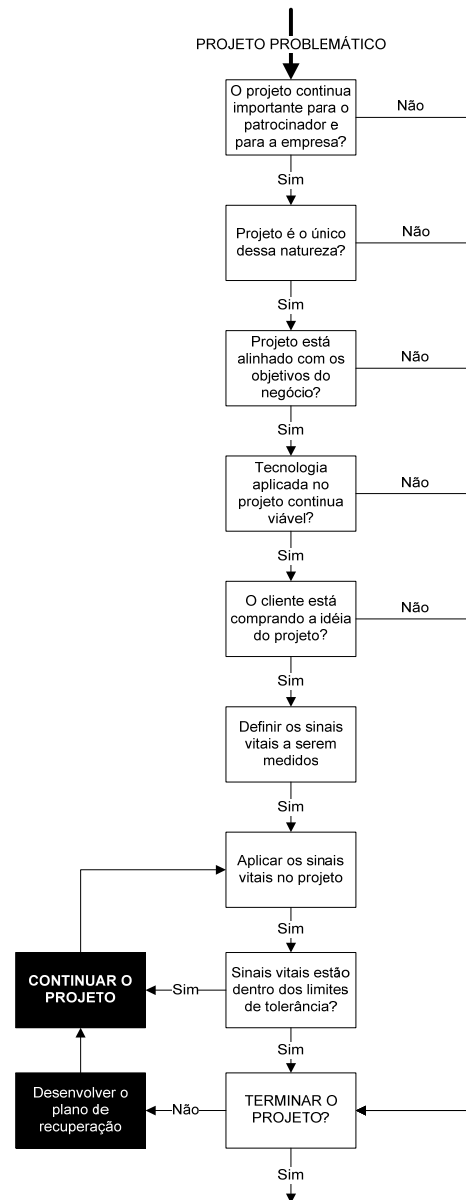 PROJETO PROBLEMÁTICO
O projeto continua
importante para o
patrocinador e
para a empresa?
Não
Sim
Projeto é o único
dessa natureza?
Não
Sim
Projeto está
alinhado com os
objetivos do
negócio?
Não
Sim
Tecnologia
aplicada no
projeto continua
viável?
Não
Sim
O cliente está
comprando a idéia
do projeto?
Não
Sim
Definir os sinais
vitais a serem
medidos
Sim
Aplicar os sinais
vitais no projeto
Sim
CONTINUAR O
PROJETO
Sim
Sinais vitais estão
dentro dos limites
de tolerância?
Sim
Desenvolver o
plano de
recuperação
Não
TERMINAR O
PROJETO?
Sim